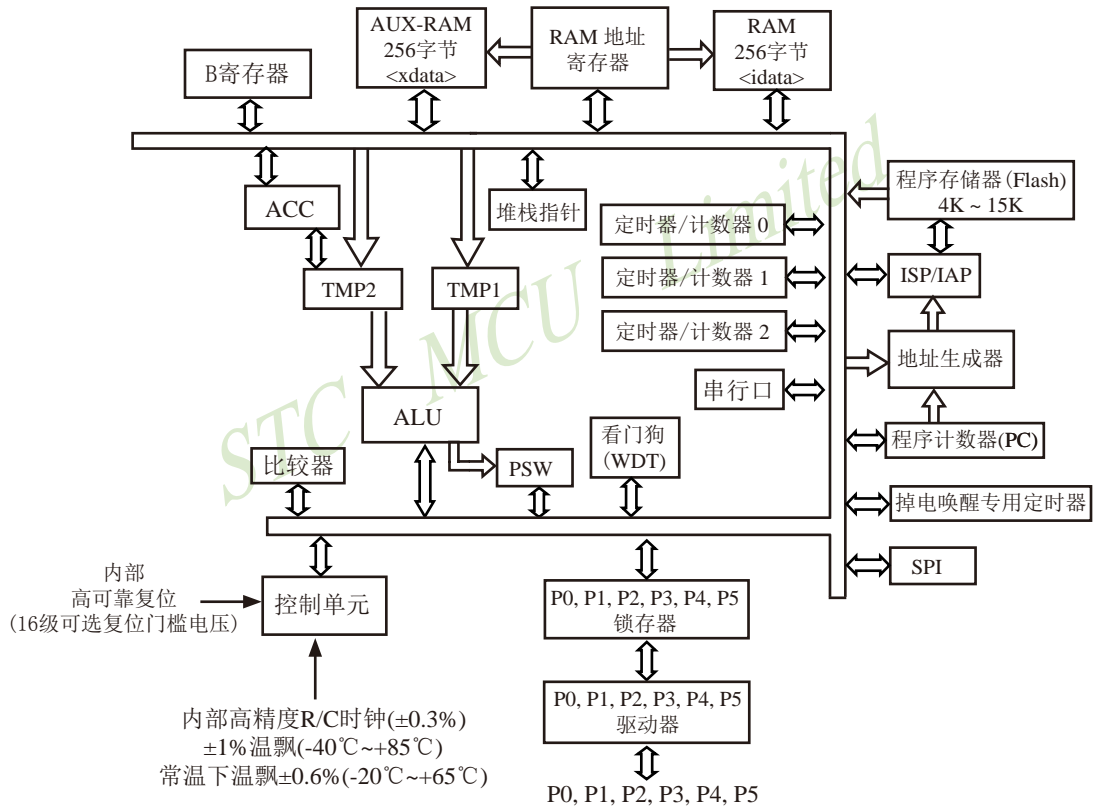 AUX-RAM
256字节
<xdata>
RAM 地址
寄存器
RAM
256字节
<idata>
B寄存器
ACC
堆栈指针
程序存储器(Flash)
4K ~ 15K
定时器/计数器 0
TMP2
TMP1
定时器/计数器 1
ISP/IAP
定时器/计数器 2
地址生成器
串行口
ALU
看门狗
(WDT)
程序计数器(PC)
比较器
PSW
掉电唤醒专用定时器
SPI
内部
高可靠复位
(16级可选复位门槛电压)
控制单元
P0, P1, P2, P3, P4, P5
锁存器
P0, P1, P2, P3, P4, P5
驱动器
内部高精度R/C时钟(±0.3%)
±1%温飘(-40℃~+85℃)
常温下温飘±0.6%(-20℃~+65℃)
P0, P1, P2, P3, P4, P5
STC MCU Limited